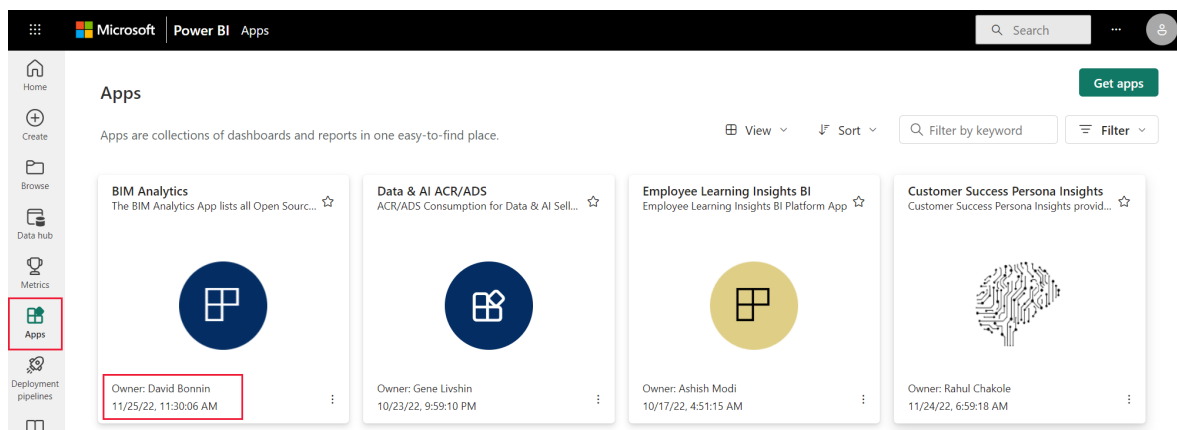 Microsoft Power BI Apps Search ...
Home
Create
Browse
Data hub
Metrics
Apps
Deployment
pipelines
Apps
Get apps
Apps are collections of dashboards and reports in one easy-to-find place.
View Sort Filter by keyword Filter
BIM Analytics
The BIM Analytics App lists all Open Sourc...
Owner: David Bonnin
11/25/22, 11:30:06 AM
Data & AI ACR/ADS
ACR/ADS Consumption for Data & AI Sell...
Owner: Gene Livshin
10/23/22, 9:59:10 PM
Employee Learning Insights BI
Employee Learning Insights BI Platform App
Owner: Ashish Modi
10/17/22, 4:51:15 AM
Customer Success Persona Insights
Customer Success Persona Insights provid...
Owner: Rahul Chakole
11/24/22, 6:59:18 AM